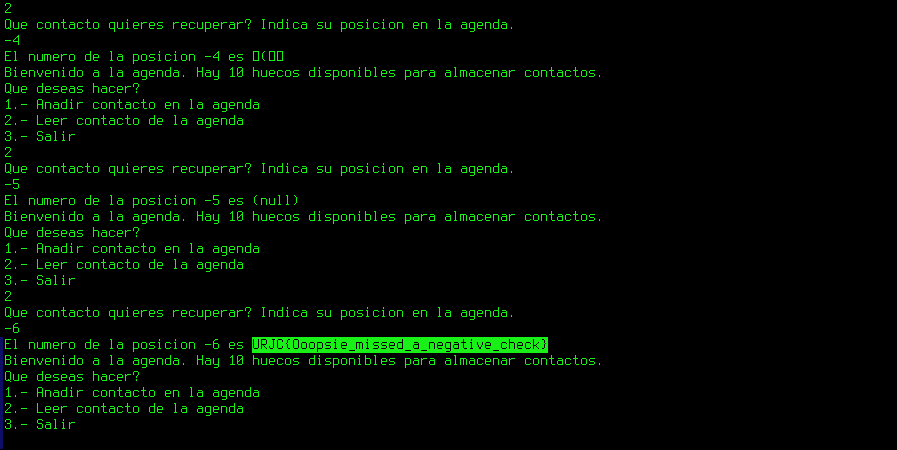 2
Que contacto quieres recuperar? Indica su posicion en la agenda.
-4
El numero de la posicion -4 es (
Bienvenido a la agenda. Hay 10 huecos disponibles para almacenar contactos.
Que deseas hacer?
1.- Anadir contacto en la agenda
2.- Leer contacto de la agenda
3.- Salir
2
Que contacto quieres recuperar? Indica su posicion en la agenda.
-5
El numero de la posicion -5 es (null)
Bienvenido a la agenda. Hay 10 huecos disponibles para almacenar contactos.
Que deseas hacer?
1.- Anadir contacto en la agenda
2.- Leer contacto de la agenda
3.- Salir
2
Que contacto quieres recuperar? Indica su posicion en la agenda.
-6
El numero de la posicion -6 es URJC{Ooopsie_missed_a_negative_check}
Bienvenido a la agenda. Hay 10 huecos disponibles para almacenar contactos.
Que deseas hacer?
1.- Anadir contacto en la agenda
2.- Leer contacto de la agenda
3.- Salir